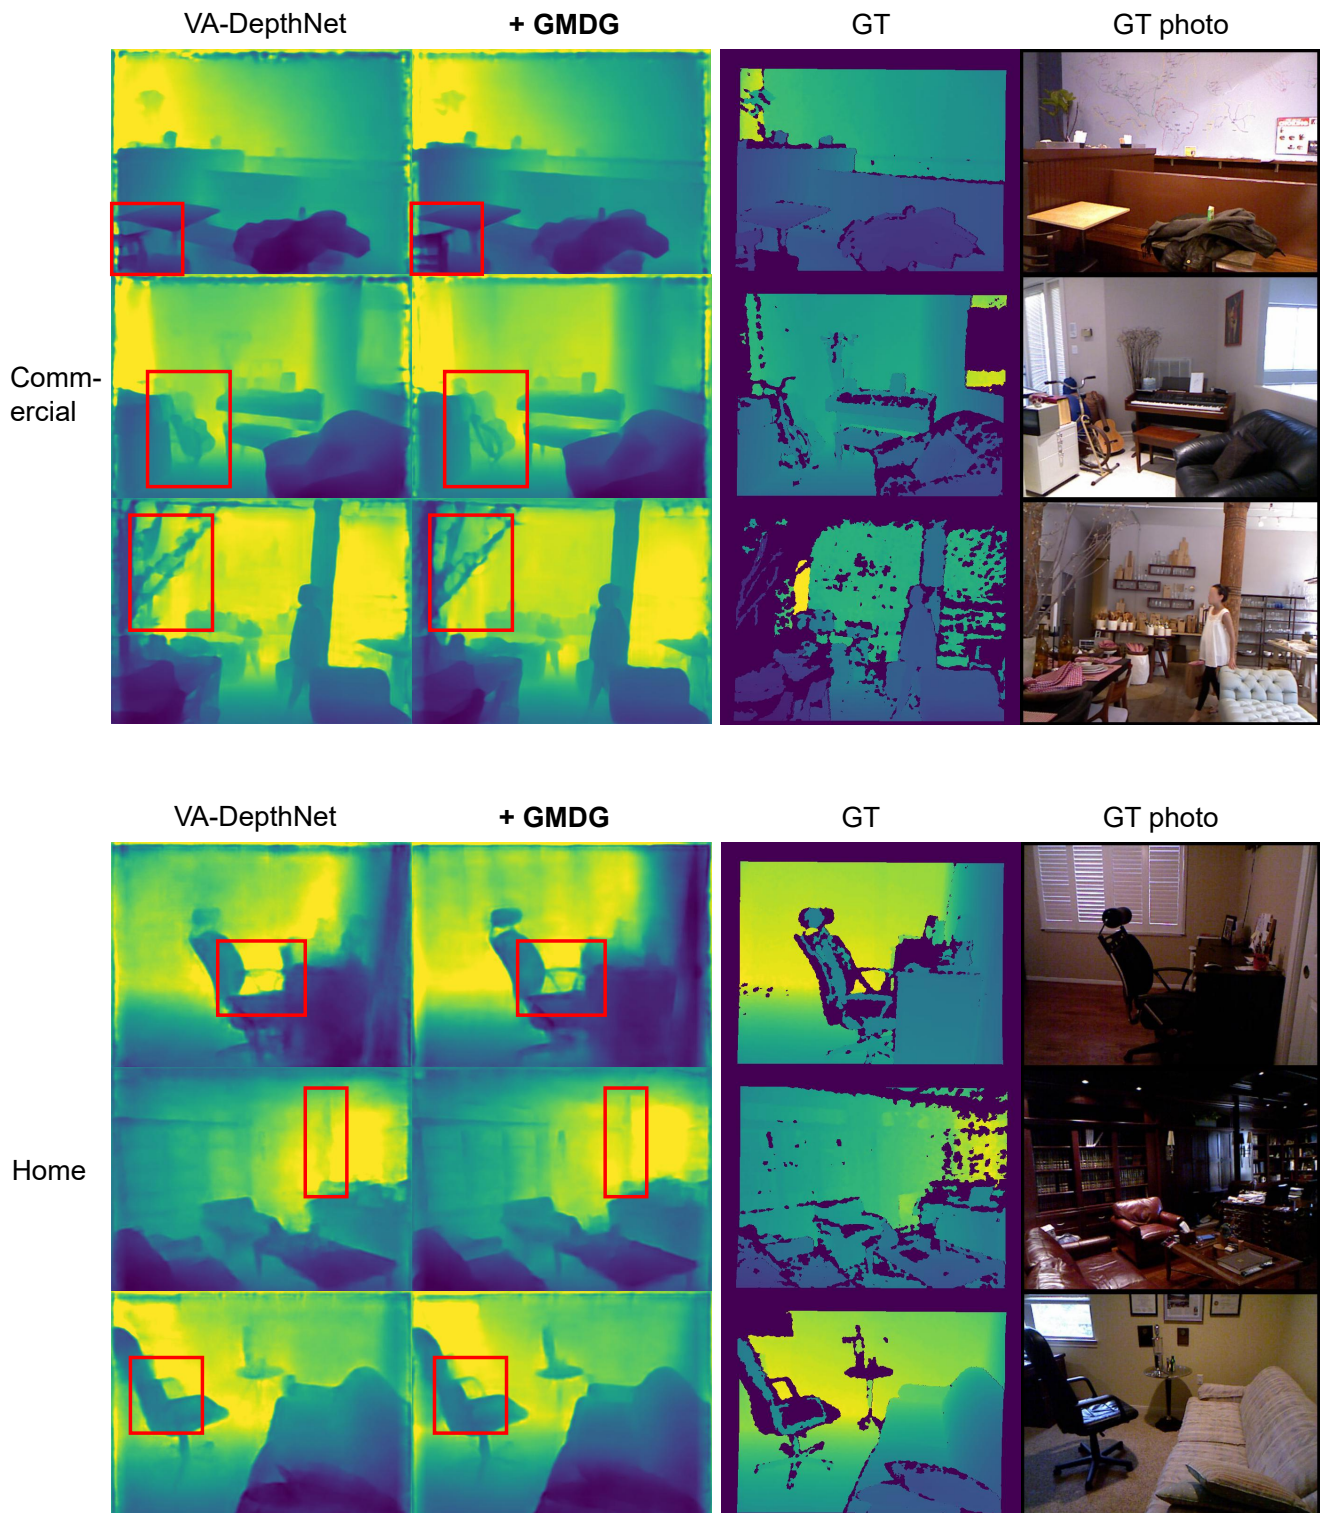 VA-DepthNet + GMDG GT GT photo
Comm-
ercial
VA-DepthNet + GMDG GT GT photo
Home